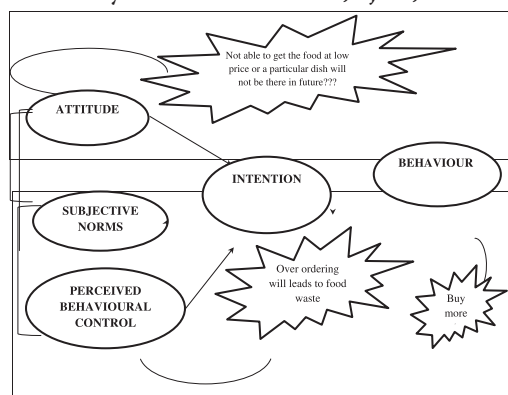 Not able to get the food at low
price or a particular dish will
not be there in future???
ATTITUDE
BEHAVIOUR
INTENTION
SUBJECTIVE
NORMS
Over ordering
will leads to food
waste
PERCEIVED
BEHAVIOURAL
CONTROL
Buy
more